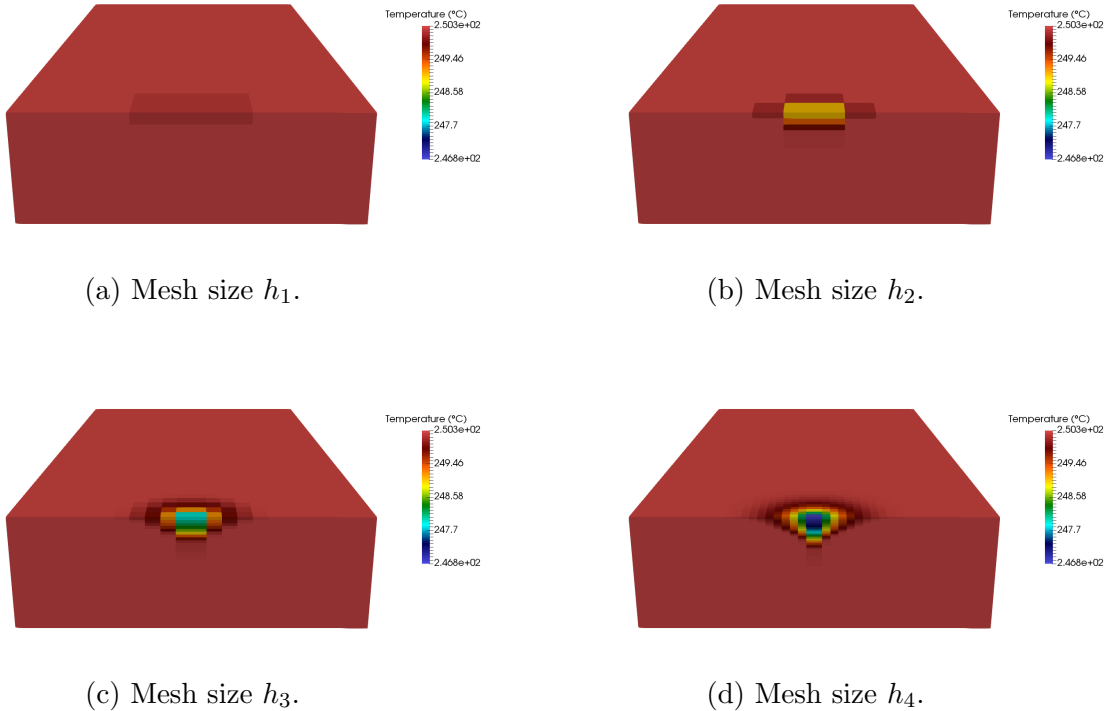 Temperature (°C)
2.503e+02
249.46
248.58
247.7
2.468e+02
(a) Mesh size h₁.
Temperature (°C)
2.503e+02
249.46
248.58
247.7
2.468e+02
(b) Mesh size h₂.
Temperature (°C)
2.503e+02
249.46
248.58
247.7
2.468e+02
(c) Mesh size h₃.
Temperature (°C)
2.503e+02
249.46
248.58
247.7
2.468e+02
(d) Mesh size h₄.